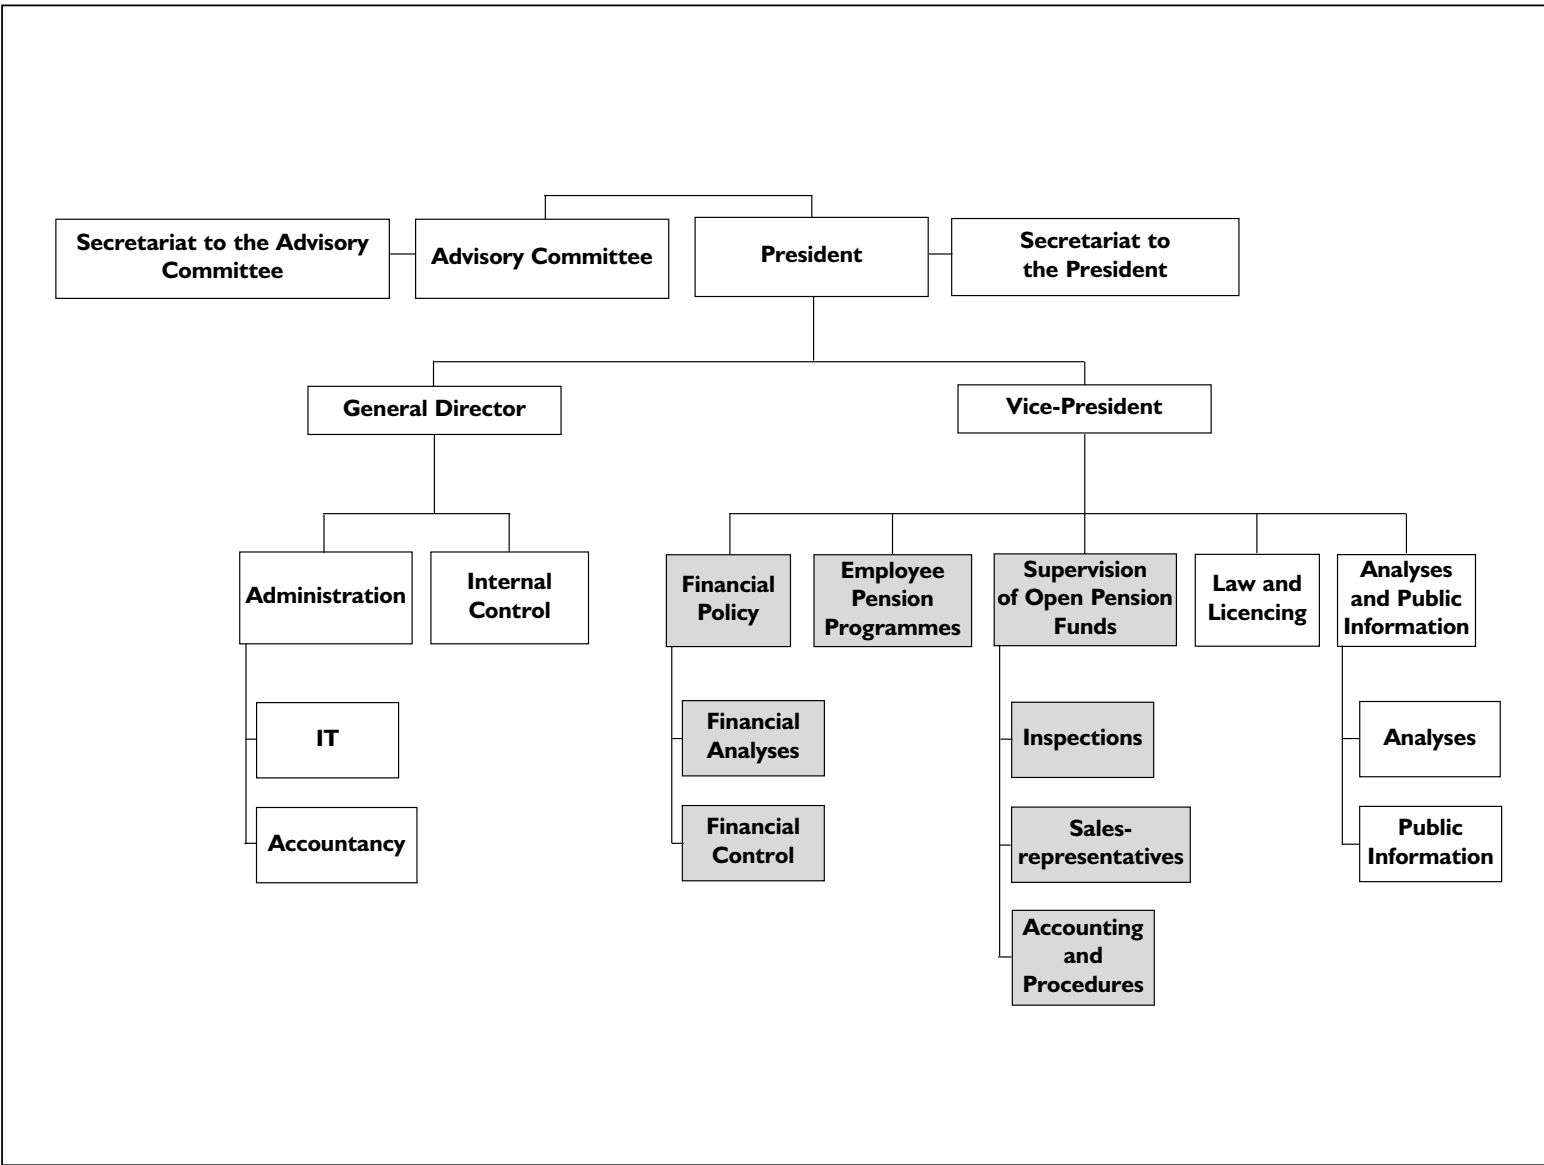 Secretariat to the Advisory
Committee
Advisory Committee
President
Secretariat to
the President
General Director
Vice-President
Administration
Internal
Control
Financial
Policy
Employee
Pension
Programmes
Supervision
of Open Pension
Funds
Law and
Licencing
Analyses
and Public
Information
IT
Financial
Analyses
Inspections
Analyses
Accountancy
Financial
Control
Sales-
representatives
Public
Information
Accounting
and
Procedures